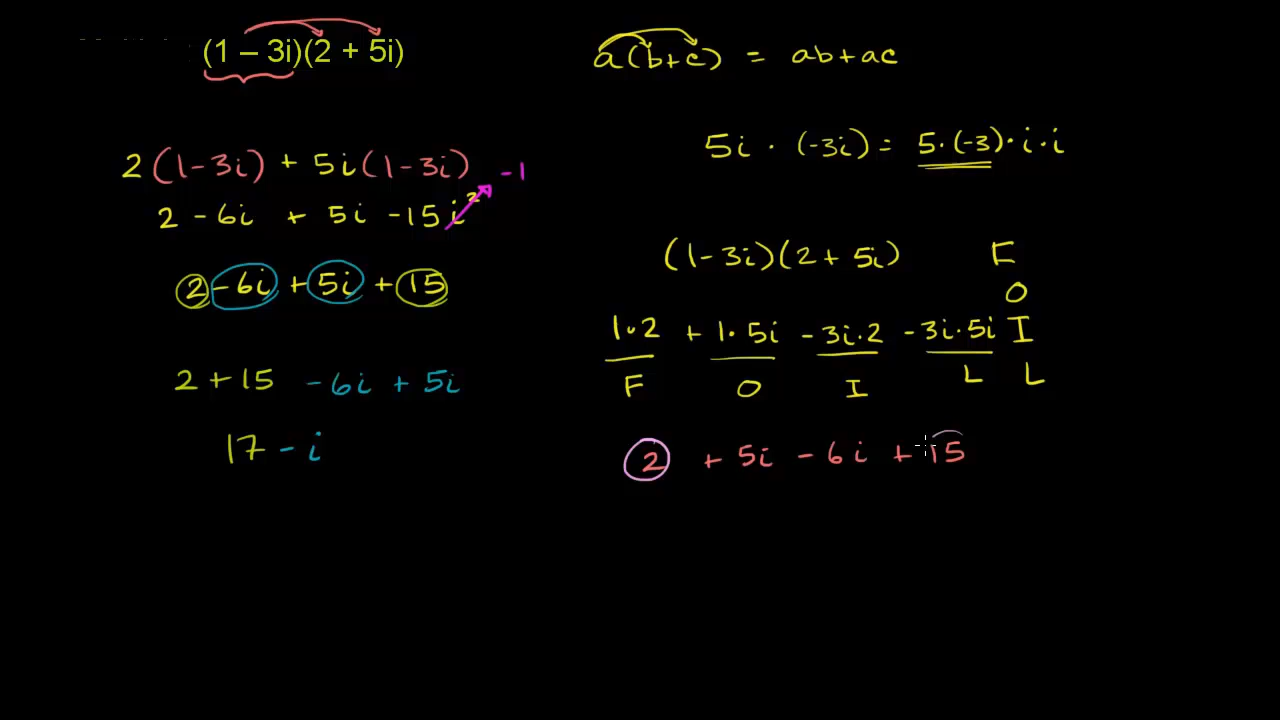 (1 – 3i)(2 + 5i)
2(1-3i) + 5i(1-3i) -1
2 - 6i + 5i - 15i²
2 - 6i + 5i + 15
2 + 15 - 6i + 5i
17 - i
a(b+c) = ab+ac
5i · (-3i) = 5·(-3)·i·i
(1-3i)(2+5i) F
O
1·2 + 1·5i - 3i·2 - 3i·5i I
F O I L L
2 + 5i - 6i + 15